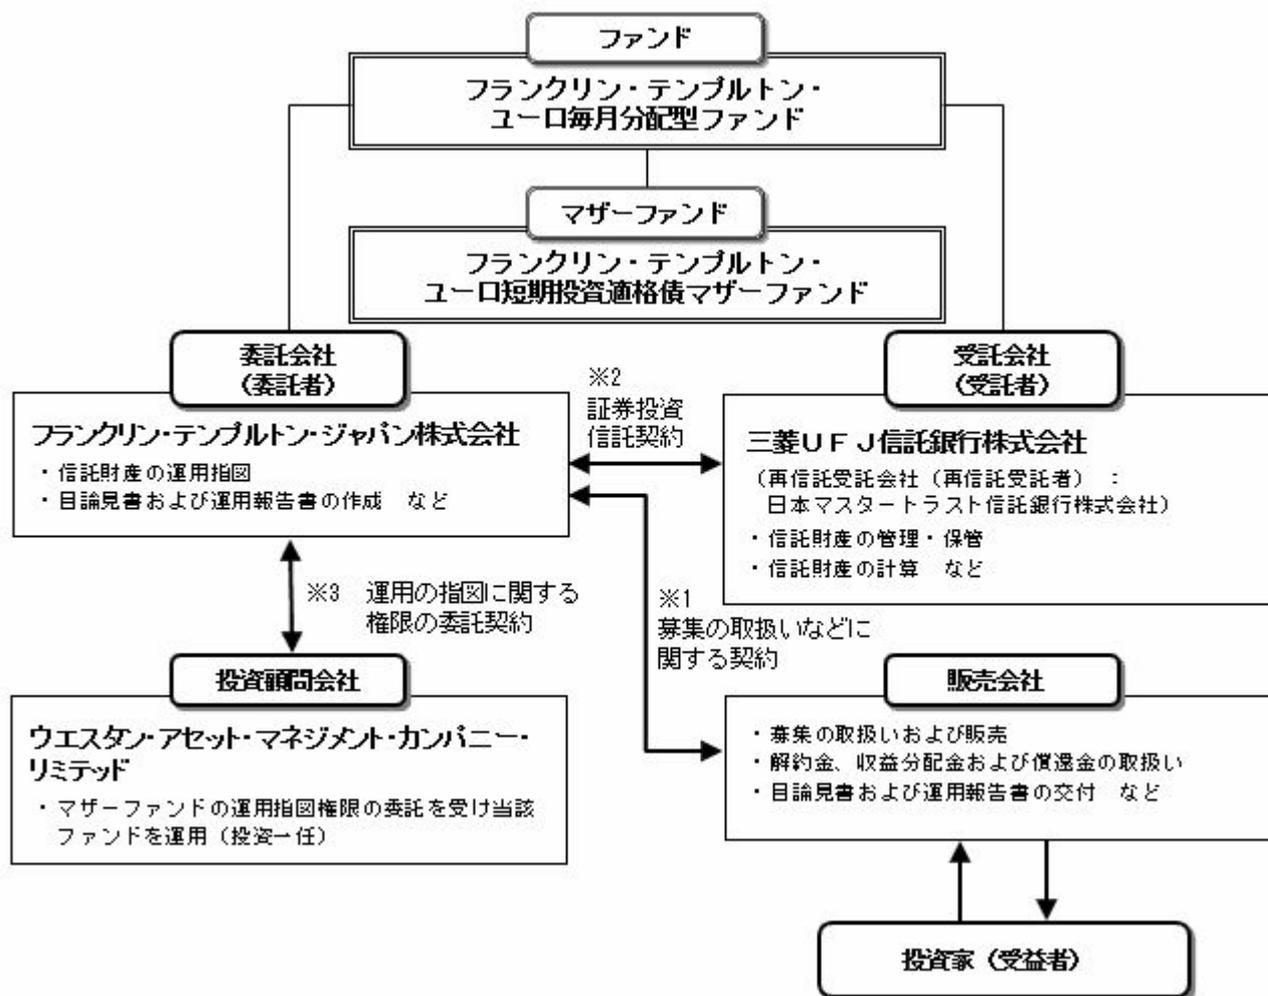 ファンド
フランクリン・テンプルトン・
ユーロ毎月分配型ファンド
マザーファンド
フランクリン・テンプルトン・
ユーロ短期投資適格債マザーファンド
委託会社
（委託者）
フランクリン・テンプルトン・ジャパン株式会社
・信託財産の運用指図
・目論見書および運用報告書の作成　など
※2
証券投資
信託契約
受託会社
（受託者）
三菱ＵＦＪ信託銀行株式会社
（再信託受託会社（再信託受託者）：
日本マスタートラスト信託銀行株式会社）
・信託財産の管理・保管
・信託財産の計算　など
※3　運用の指図に関する
権限の委託契約
※1
募集の取扱いなどに
関する契約
投資顧問会社
ウエスタン・アセット・マネジメント・カンパニー・
リミテッド
・マザーファンドの運用指図権限の委託を受け当該
ファンドを運用（投資一任）
販売会社
・募集の取扱いおよび販売
・解約金、収益分配金および償還金の取扱い
・目論見書および運用報告書の交付　など
投資家（受益者）